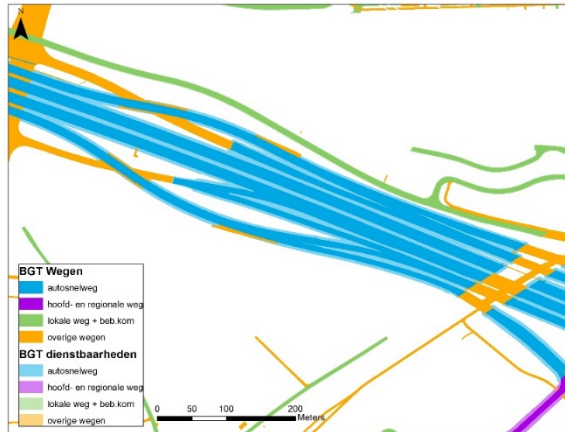 N
BGT Wegen
autosnelweg
hoofd- en regionale weg
lokale weg + beb.kom
overige wegen
BGT dienstbaarheden
autosnelweg
hoofd- en regionale weg
lokale weg + beb.kom
overige wegen
0 50 100 200
Meters